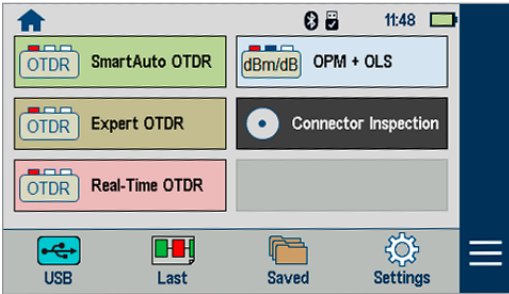 11:48
OTDR SmartAuto OTDR
dBm/dB OPM + OLS
OTDR Expert OTDR
Connector Inspection
OTDR Real-Time OTDR
USB
Last
Saved
Settings